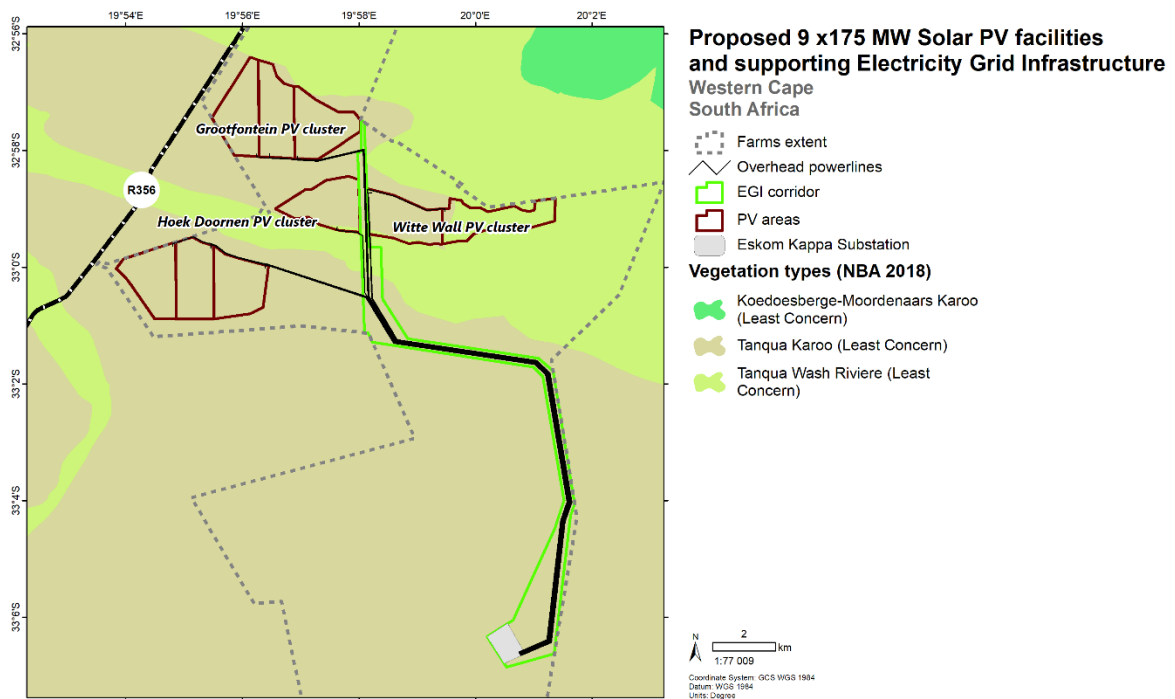 19°54'E
19°56'E
19°58'E
20°0'E
20°2'E
32°56'S
32°58'S
33°0'S
33°2'S
33°4'S
33°6'S
Grootfontein PV cluster
R356
Hoek Doornen PV cluster
Witte Wall PV cluster
Proposed 9 x175 MW Solar PV facilities
and supporting Electricity Grid Infrastructure
Western Cape
South Africa
Farms extent
Overhead powerlines
EGI corridor
PV areas
Eskom Kappa Substation
Vegetation types (NBA 2018)
Koedoesberge-Moordenaars Karoo
(Least Concern)
Tanqua Karoo (Least Concern)
Tanqua Wash Riviere (Least
Concern)
N
2
km
1:77 009
Coordinate System: GCS WGS 1984
Datum: WGS 1984
Units: Degree